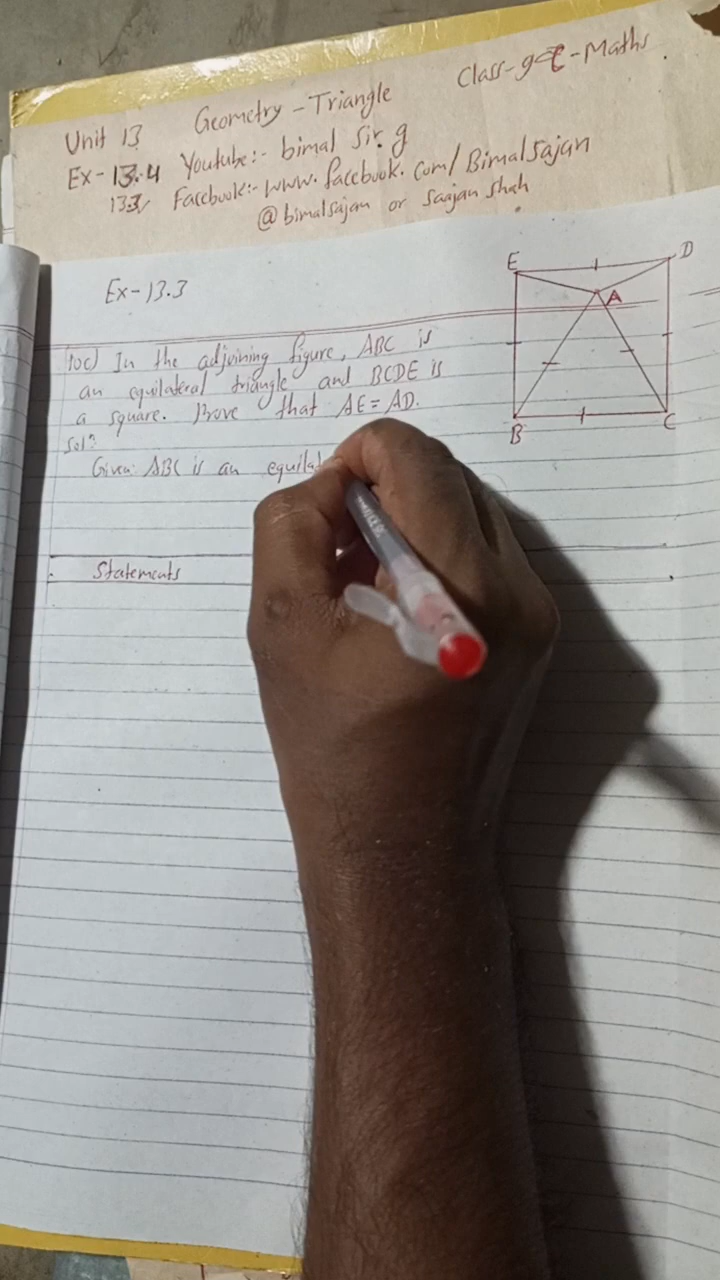 Unit 13 Geometry - Triangle Class-9 - Maths
Ex- 13.4 Youtube:- bimal Sir. g
13.3/ Facebook:- www.facebook.com/Bimalsajan
@bimalsajan or Saajan Shah
Ex-13.3
10c) In the adjoining figure, ABC is
an equilateral triangle and BCDE is
a square. Prove that AE = AD.
Solⁿ:
Given: ABC is an equilat
Statements
E D
A
B C